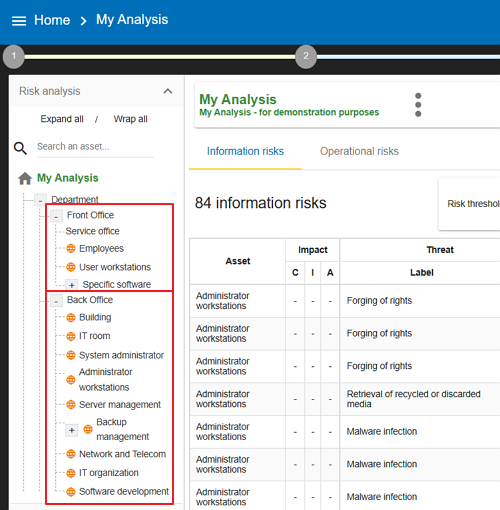 Home > My Analysis
1 2
Risk analysis
Expand all / Wrap all
Search an asset...
My Analysis
Department
Front Office
Service office
Employees
User workstations
Specific software
Back Office
Building
IT room
System administrator
Administrator
workstations
Server management
Backup
management
Network and Telecom
IT organization
Software development
My Analysis
My Analysis - for demonstration purposes
Information risks Operational risks
84 information risks
Risk threshol
Asset Impact Threat
C I A Label
Administrator
workstations - - - Forging of rights
Administrator
workstations - - - Forging of rights
Administrator
workstations - - - Forging of rights
Administrator
workstations - - - Retrieval of recycled or discarded
media
Administrator
workstations - - - Malware infection
Administrator
workstations - - - Malware infection
Administrator
workstations - - - Malware infection